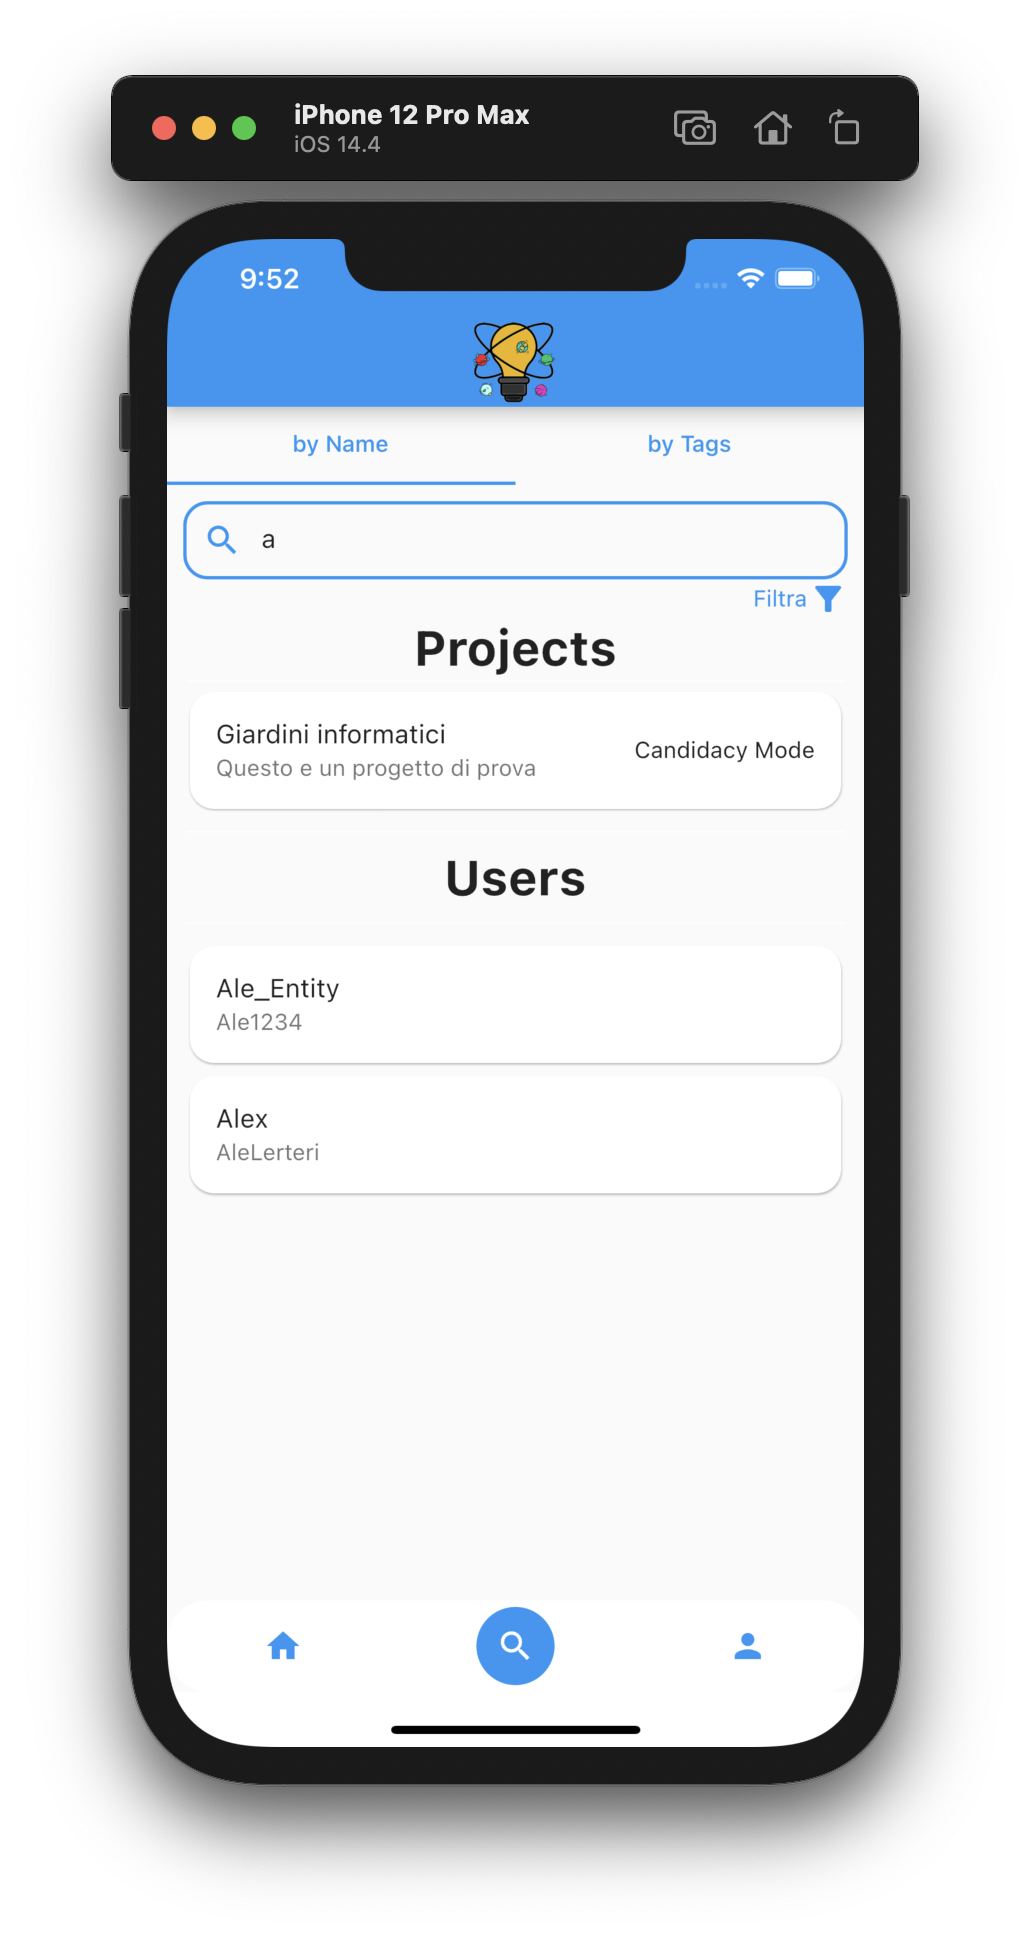 iPhone 12 Pro Max
iOS 14.4
9:52
by Name
by Tags
a
Filtra
Projects
Giardini informatici
Questo e un progetto di prova
Candidacy Mode
Users
Ale_Entity
Ale1234
Alex
AleLerteri